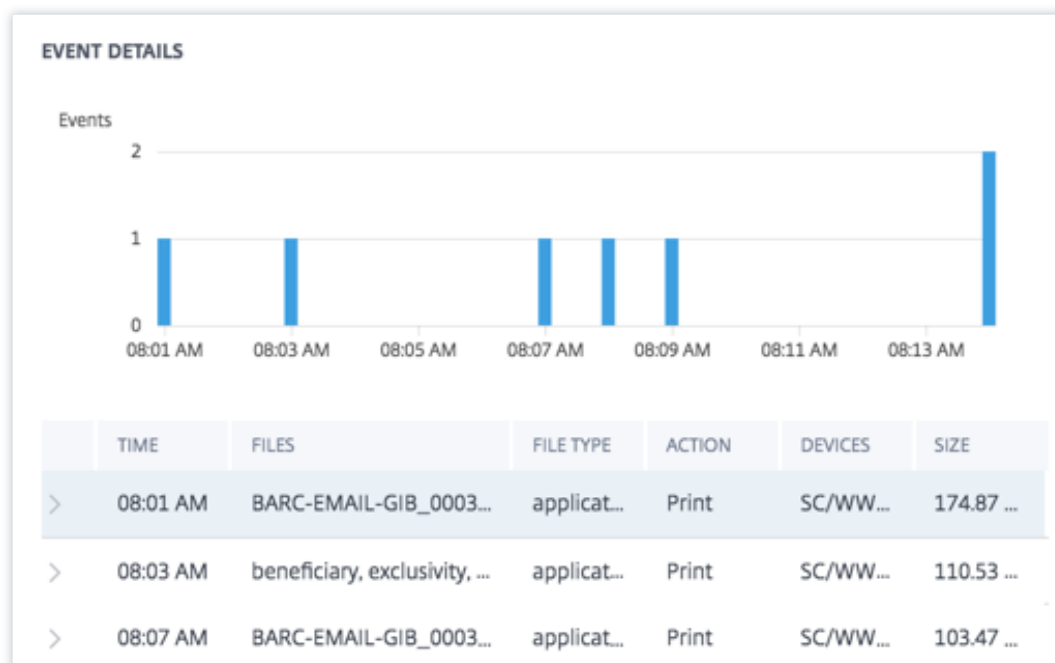 EVENT DETAILS
Events
2
1
0
08:01 AM 08:03 AM 08:05 AM 08:07 AM 08:09 AM 08:11 AM 08:13 AM
TIME FILES FILE TYPE ACTION DEVICES SIZE
08:01 AM BARC-EMAIL-GIB_0003... applicat... Print SC/WW... 174.87 ...
08:03 AM beneficiary, exclusivity, ... applicat... Print SC/WW... 110.53 ...
08:07 AM BARC-EMAIL-GIB_0003... applicat... Print SC/WW... 103.47 ...